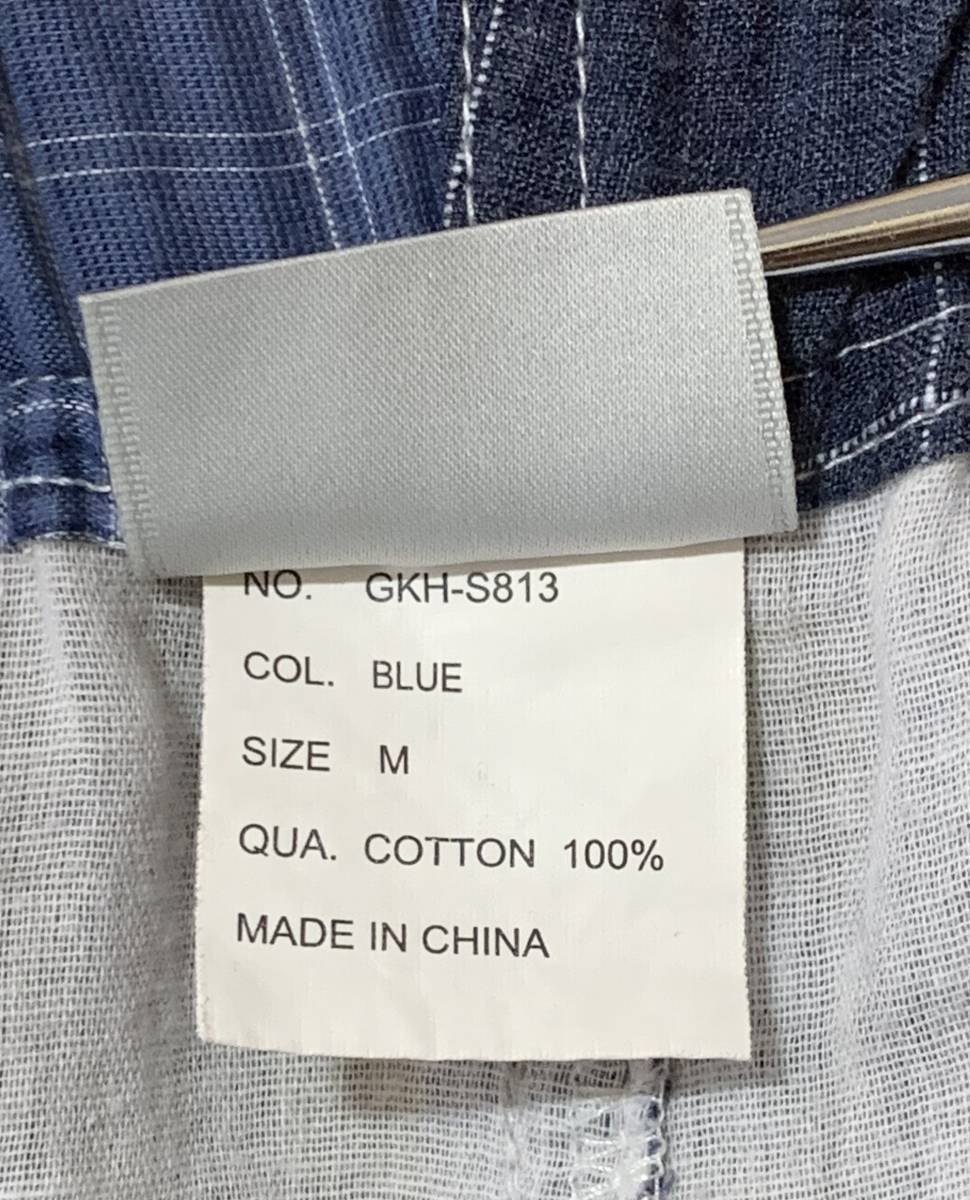 NO. GKH-S813
COL. BLUE
SIZE M
QUA. COTTON 100%
MADE IN CHINA